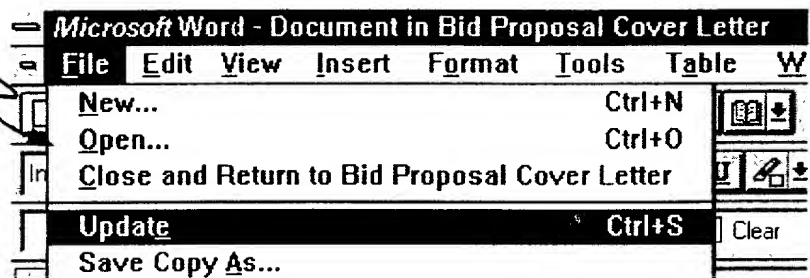 Microsoft Word - Document in Bid Proposal Cover Letter
File Edit View Insert Format Tools Table W
New... Ctrl+N
Open... Ctrl+O
Close and Return to Bid Proposal Cover Letter
Update Ctrl+S
Clear
Save Copy As...